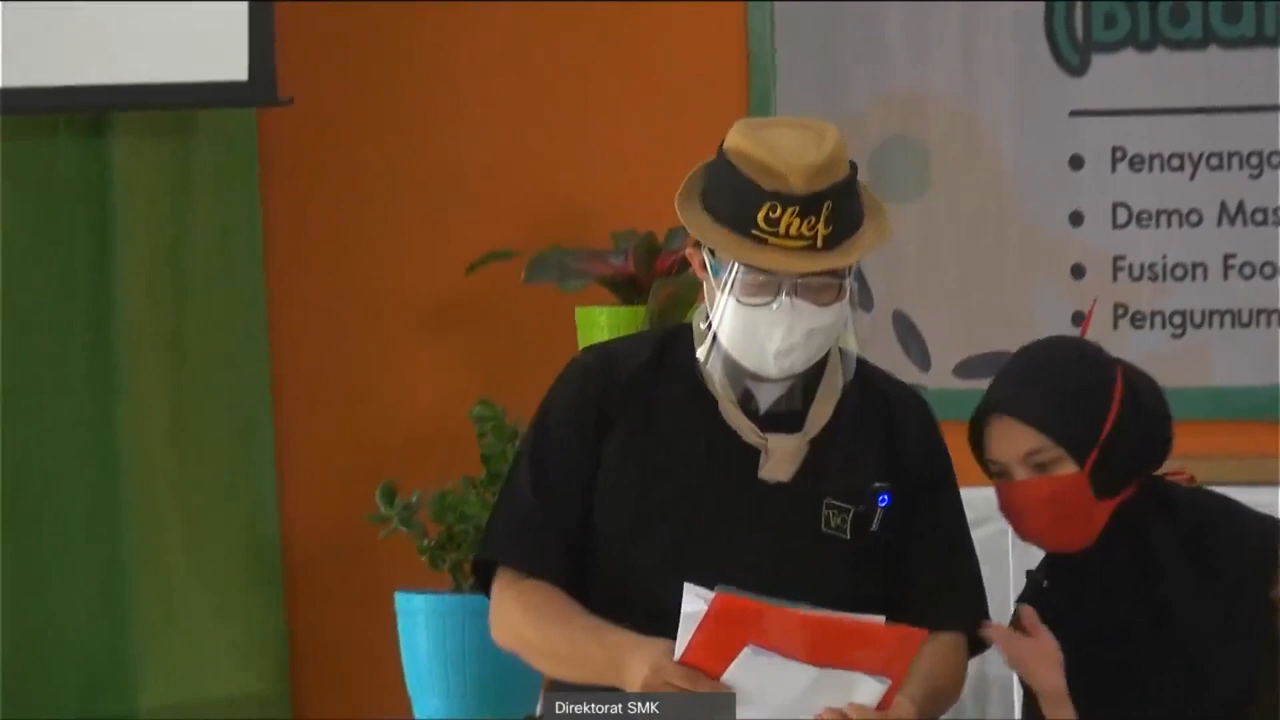 Penayanga
Demo Mas
Fusion Foo
Pengumum
Chef
Direktorat SMK